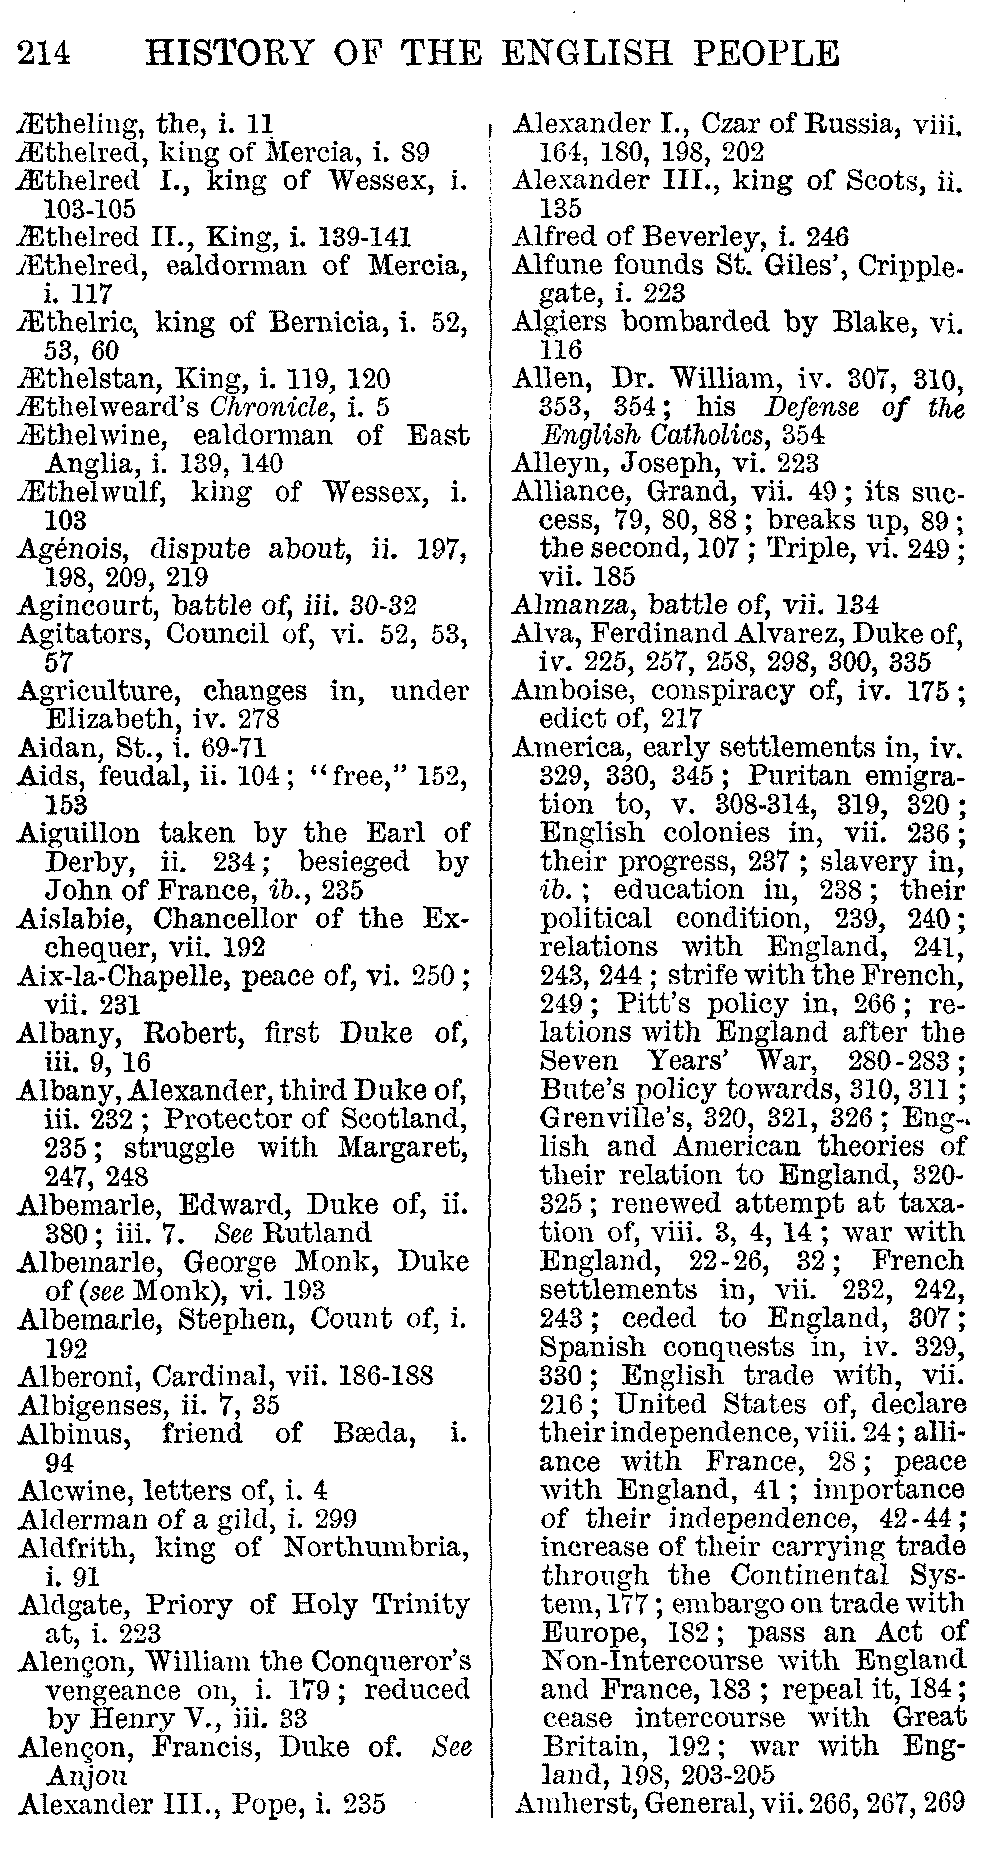 214 HISTORY OF THE ENGLISH PEOPLE
Ætheling, the, i. 11
Æthelred, king of Mercia, i. 89
Æthelred I., king of Wessex, i.
103-105
Æthelred II., King, i. 139-141
Æthelred, ealdorman of Mercia,
i. 117
Æthelric, king of Bernicia, i. 52,
53, 60
Æthelstan, King, i. 119, 120
Æthelweard's Chronicle, i. 5
Æthelwine, ealdorman of East
Anglia, i. 139, 140
Æthelwulf, king of Wessex, i.
103
Agénois, dispute about, ii. 197,
198, 209, 219
Agincourt, battle of, iii. 30-32
Agitators, Council of, vi. 52, 53,
57
Agriculture, changes in, under
Elizabeth, iv. 278
Aidan, St., i. 69-71
Aids, feudal, ii. 104; "free," 152,
153
Aiguillon taken by the Earl of
Derby, ii. 234; besieged by
John of France, ib., 235
Aislabie, Chancellor of the Ex-
chequer, vii. 192
Aix-la-Chapelle, peace of, vi. 250;
vii. 231
Albany, Robert, first Duke of,
iii. 9, 16
Albany, Alexander, third Duke of,
iii. 232; Protector of Scotland,
235; struggle with Margaret,
247, 248
Albemarle, Edward, Duke of, ii.
380; iii. 7. See Rutland
Albemarle, George Monk, Duke
of (see Monk), vi. 193
Albemarle, Stephen, Count of, i.
192
Alberoni, Cardinal, vii. 186-188
Albigenses, ii. 7, 35
Albinus, friend of Bæda, i.
94
Alcwine, letters of, i. 4
Alderman of a gild, i. 299
Aldfrith, king of Northumbria,
i. 91
Aldgate, Priory of Holy Trinity
at, i. 223
Alençon, William the Conqueror's
vengeance on, i. 179; reduced
by Henry V., iii. 33
Alençon, Francis, Duke of. See
Anjou
Alexander III., Pope, i. 235
Alexander I., Czar of Russia, viii.
164, 180, 198, 202
Alexander III., king of Scots, ii.
135
Alfred of Beverley, i. 246
Alfune founds St. Giles', Cripple-
gate, i. 223
Algiers bombarded by Blake, vi.
116
Allen, Dr. William, iv. 307, 310,
353, 354; his Defense of the
English Catholics, 354
Alleyn, Joseph, vi. 223
Alliance, Grand, vii. 49; its suc-
cess, 79, 80, 88; breaks up, 89;
the second, 107; Triple, vi. 249;
vii. 185
Almanza, battle of, vii. 134
Alva, Ferdinand Alvarez, Duke of,
iv. 225, 257, 258, 298, 300, 335
Amboise, conspiracy of, iv. 175;
edict of, 217
America, early settlements in, iv.
329, 330, 345; Puritan emigra-
tion to, v. 308-314, 319, 320;
English colonies in, vii. 236;
their progress, 237; slavery in,
ib.; education in, 238; their
political condition, 239, 240;
relations with England, 241,
243, 244; strife with the French,
249; Pitt's policy in, 266; re-
lations with England after the
Seven Years' War, 280-283;
Bute's policy towards, 310, 311;
Grenville's, 320, 321, 326; Eng-
lish and American theories of
their relation to England, 320-
325; renewed attempt at taxa-
tion of, viii. 3, 4, 14; war with
England, 22-26, 32; French
settlements in, vii. 232, 242,
243; ceded to England, 307;
Spanish conquests in, iv. 329,
330; English trade with, vii.
216; United States of, declare
their independence, viii. 24; alli-
ance with France, 28; peace
with England, 41; importance
of their independence, 42-44;
increase of their carrying trade
through the Continental Sys-
tem, 177; embargo on trade with
Europe, 182; pass an Act of
Non-Intercourse with England
and France, 183; repeal it, 184;
cease intercourse with Great
Britain, 192; war with Eng-
land, 198, 203-205
Amherst, General, vii. 266, 267, 269